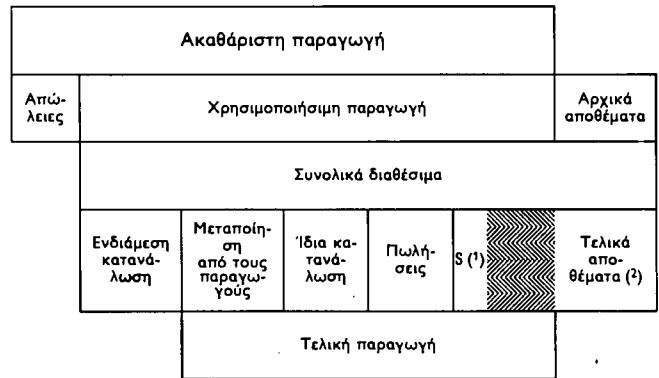 Ακαθάριστη παραγωγή
Απώ-
λειες
Χρησιμοποιήσιμη παραγωγή
Αρχικά
αποθέματα
Συνολικά διαθέσιμα
Ενδιάμεση
κατανά-
λωση
Μεταποίη-
ση
από τους
παραγω-
γούς
Ίδια κα-
τανά-
λωση
Πωλή-
σεις
S (¹)
Τελικά
απο-
θέματα (²)
Τελική παραγωγή